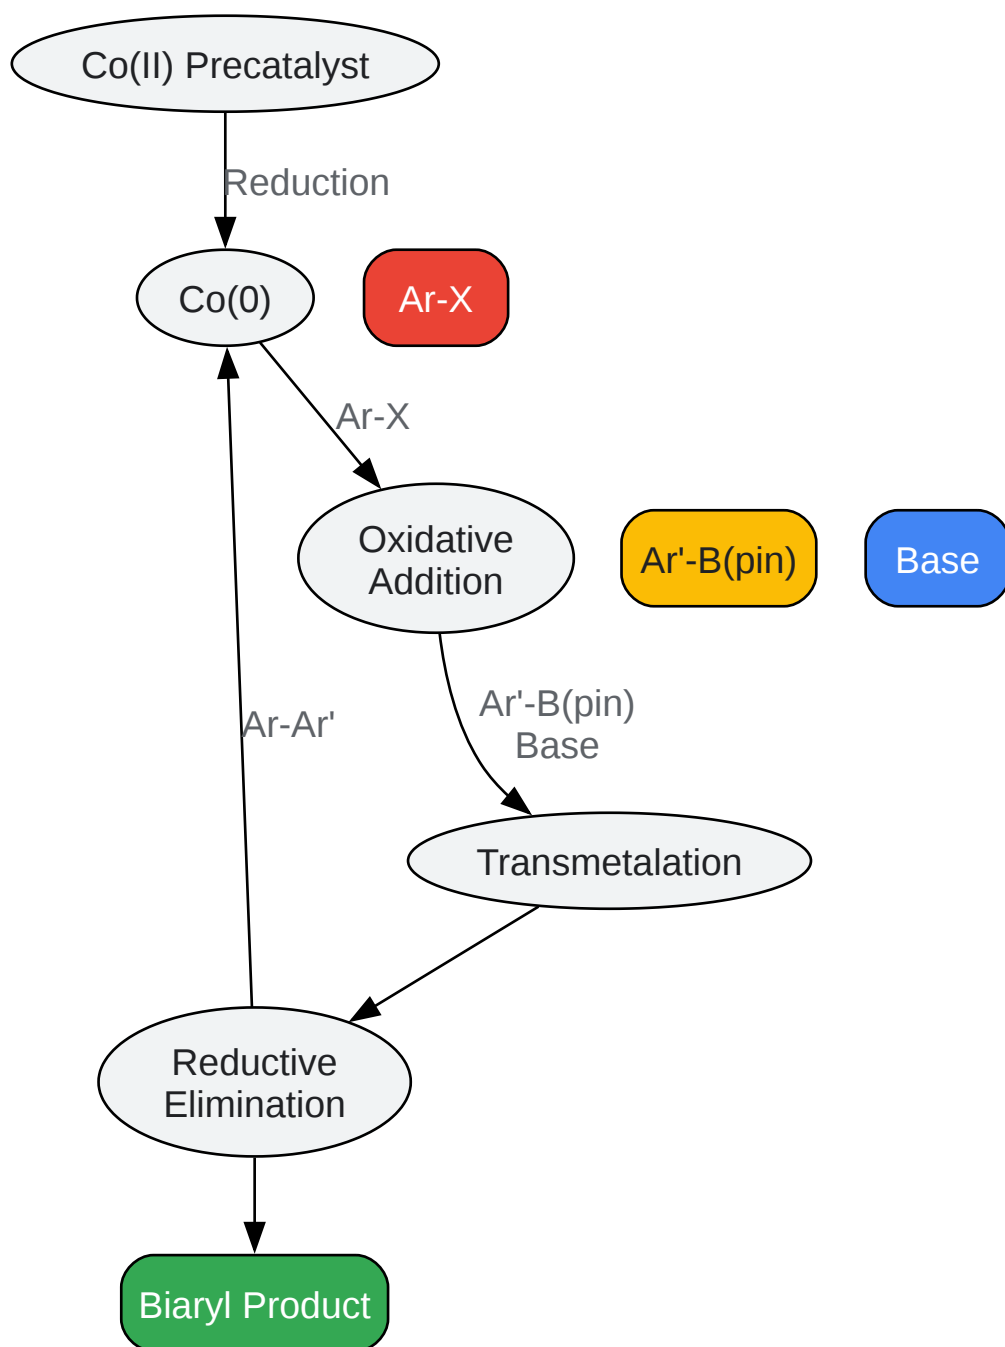 Co(II) Precatalyst
Reduction
Co(0)
Ar-X
Ar-X
Oxidative
Addition
Ar'-B(pin)
Base
Ar'-B(pin)
Base
Ar-Ar'
Transmetalation
Reductive
Elimination
Biaryl Product